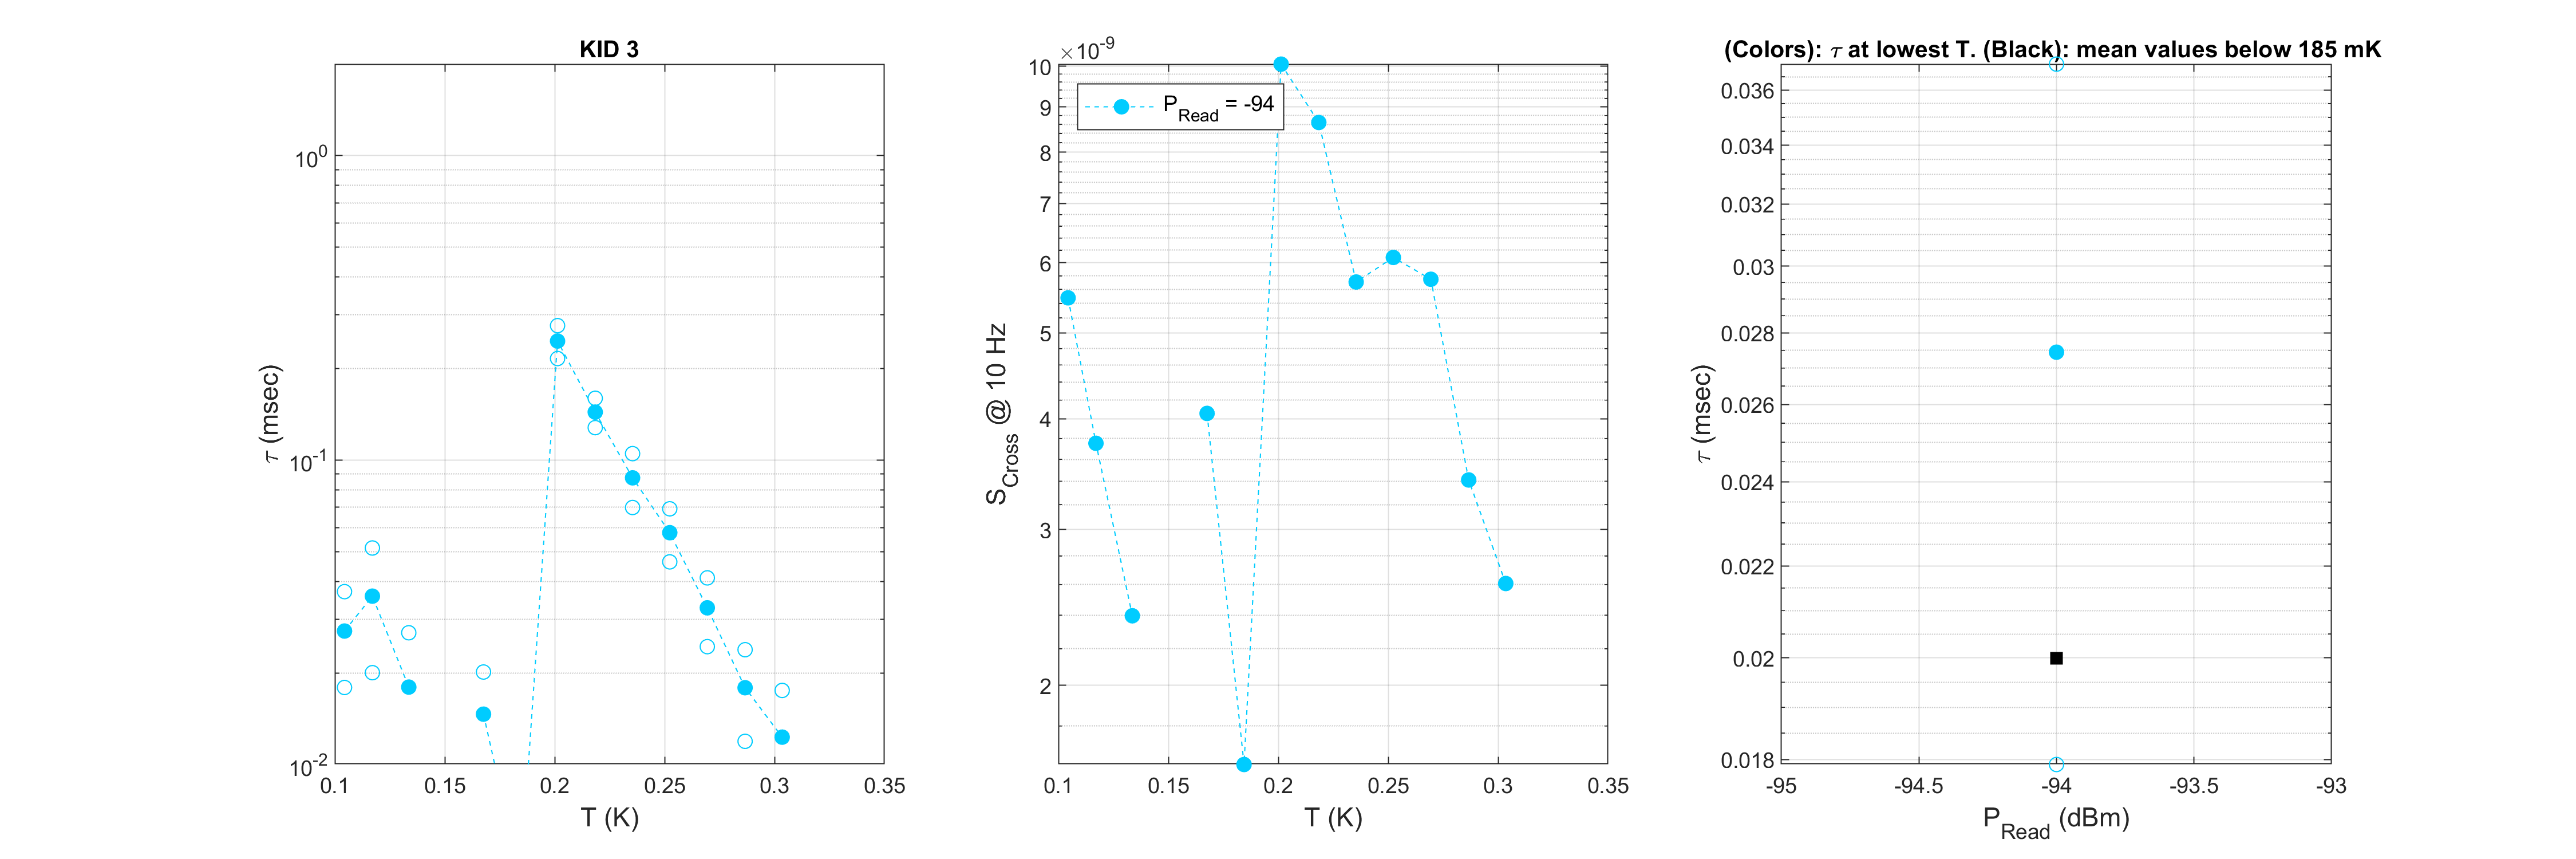 KID 3
10^0
10^-1
10^-2
0.1 0.15 0.2 0.25 0.3 0.35
τ (msec)
T (K)
×10^-9
10
9
8
7
6
5
4
3
2
P_Read = -94
0.1 0.15 0.2 0.25 0.3 0.35
S_Cross @ 10 Hz
T (K)
(Colors): τ at lowest T. (Black): mean values below 185 mK
0.036
0.034
0.032
0.03
0.028
0.026
0.024
0.022
0.02
0.018
-95 -94.5 -94 -93.5 -93
τ (msec)
P_Read (dBm)